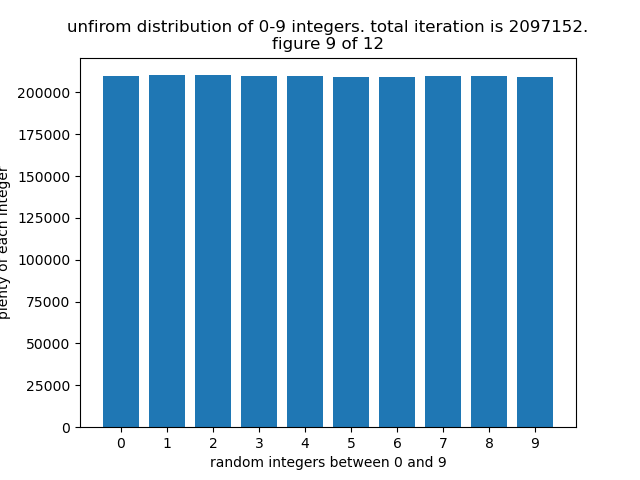 unfirom distribution of 0-9 integers. total iteration is 2097152.
figure 9 of 12
200000
175000
150000
125000
100000
75000
50000
25000
0
plenty of each integer
0 1 2 3 4 5 6 7 8 9
random integers between 0 and 9